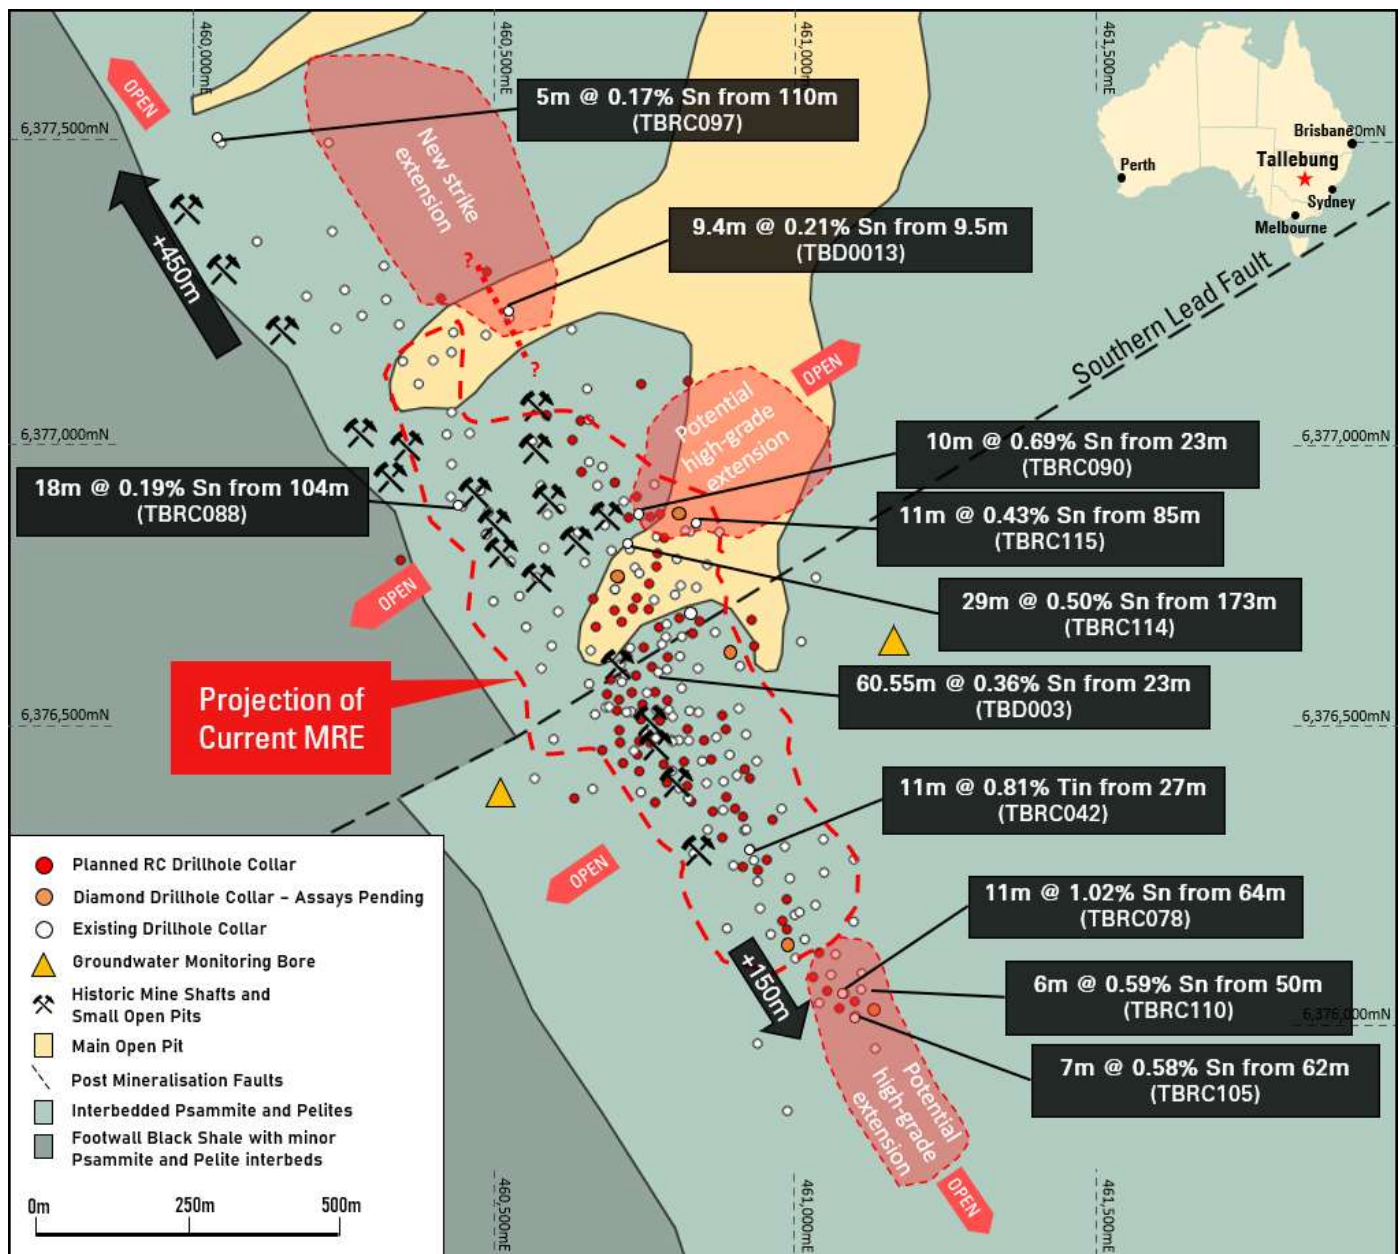 460,000mE
460,500mE
461,000mE
461,500mE
OPEN
5m @ 0.17% Sn from 110m
(TBRC097)
6,377,500mN
New strike
extension
Brisbane
0mN
Perth
Tallebung
Sydney
Melbourne
+450m
9.4m @ 0.21% Sn from 9.5m
(TBD0013)
?
?
Southern Lead Fault
OPEN
Potential
high-grade
extension
6,377,000mN
6,377,000mN
10m @ 0.69% Sn from 23m
(TBRC090)
18m @ 0.19% Sn from 104m
(TBRC088)
11m @ 0.43% Sn from 85m
(TBRC115)
OPEN
29m @ 0.50% Sn from 173m
(TBRC114)
Projection of
Current MRE
60.55m @ 0.36% Sn from 23m
(TBD003)
6,376,500mN
6,376,500mN
11m @ 0.81% Tin from 27m
(TBRC042)
OPEN
11m @ 1.02% Sn from 64m
(TBRC078)
+150m
6m @ 0.59% Sn from 50m
(TBRC110)
6,376,000mN
7m @ 0.58% Sn from 62m
(TBRC105)
Potential
high-grade
extension
OPEN
Planned RC Drillhole Collar
Diamond Drillhole Collar – Assays Pending
Existing Drillhole Collar
Groundwater Monitoring Bore
Historic Mine Shafts and
Small Open Pits
Main Open Pit
Post Mineralisation Faults
Interbedded Psammite and Pelites
Footwall Black Shale with minor
Psammite and Pelite interbeds
0m
250m
500m
460,500mE
461,000mE
461,500mE